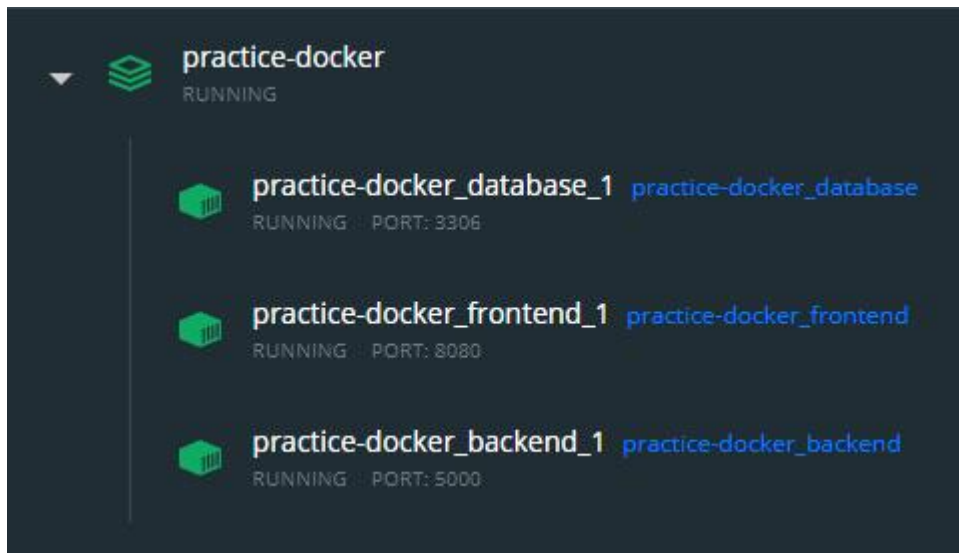 practice-docker
RUNNING
practice-docker_database_1 practice-docker_database
RUNNING PORT: 3306
practice-docker_frontend_1 practice-docker_frontend
RUNNING PORT: 8080
practice-docker_backend_1 practice-docker_backend
RUNNING PORT: 5000